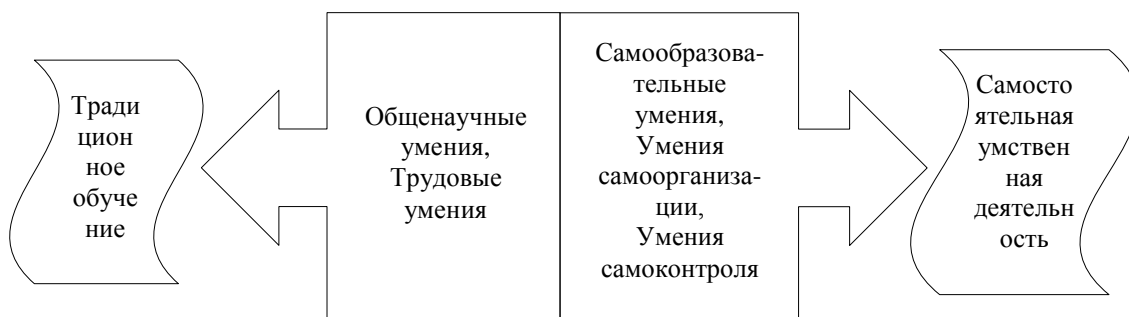 Тради
цион
ное
обуче
ние
Общенаучные
умения,
Трудовые
умения
Самообразова-
тельные
умения,
Умения
самоорганиза-
ции,
Умения
самоконтроля
Самосто
ятельная
умствен
ная
деятельн
ость